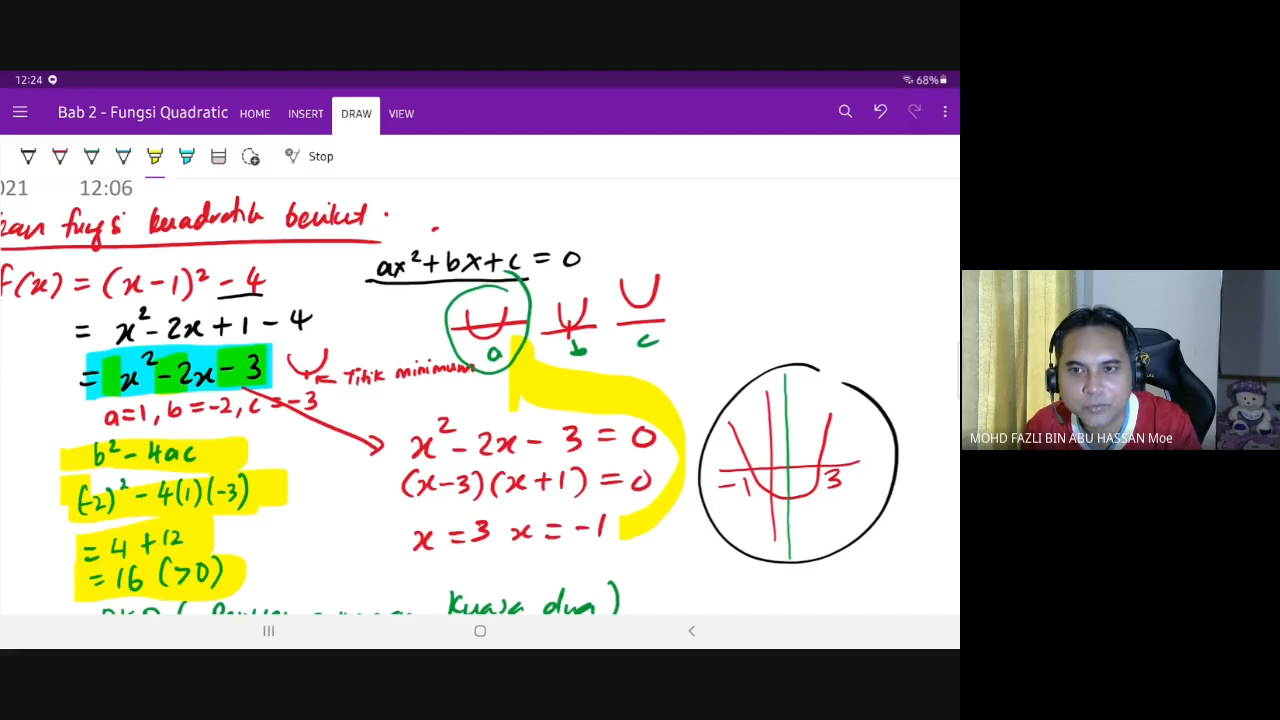 12:24
68%
Bab 2 - Fungsi Quadratic HOME INSERT DRAW VIEW
Stop
021 12:06
kuadratik berikut.
f(x) = (x-1)² - 4
= x² - 2x + 1 - 4
= x² - 2x - 3
Titik minimum
a=1, b=-2, c=-3
b² - 4ac
(-2)² - 4(1)(-3)
= 4 + 12
= 16 (>0)
ax² + bx + c = 0
a b c
x² - 2x - 3 = 0
(x-3)(x+1) = 0
x = 3 x = -1
-1 3
kuasa dua)
MOHD FAZLI BIN ABU HASSAN Moe